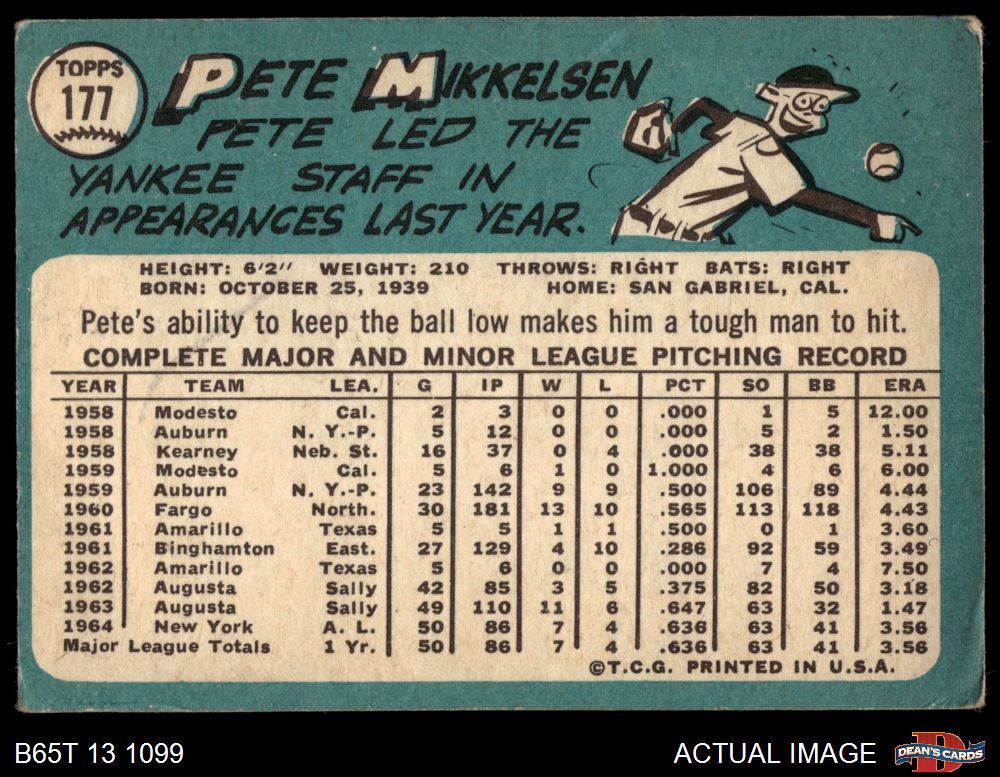 TOPPS
177
PETE MIKKELSEN
PETE LED THE
YANKEE STAFF IN
APPEARANCES LAST YEAR.
HEIGHT: 6'2" WEIGHT: 210 THROWS: RIGHT BATS: RIGHT
BORN: OCTOBER 25, 1939 HOME: SAN GABRIEL, CAL.
Pete's ability to keep the ball low makes him a tough man to hit.
COMPLETE MAJOR AND MINOR LEAGUE PITCHING RECORD
YEAR TEAM LEA. G IP W L PCT SO BB ERA
1958 Modesto Cal. 2 3 0 0 .000 1 5 12.00
1958 Auburn N. Y.-P. 5 12 0 0 .000 5 2 1.50
1958 Kearney Neb. St. 16 37 0 4 .000 38 38 5.11
1959 Modesto Cal. 5 6 1 0 1.000 4 6 6.00
1959 Auburn N. Y.-P. 23 142 9 9 .500 106 89 4.44
1960 Fargo North. 30 181 13 10 .565 113 118 4.43
1961 Amarillo Texas 5 5 1 1 .500 0 1 3.60
1961 Binghamton East. 27 129 4 10 .286 92 59 3.49
1962 Amarillo Texas 5 6 0 0 .000 7 4 7.50
1962 Augusta Sally 42 85 3 5 .375 82 50 3.18
1963 Augusta Sally 49 110 11 6 .647 63 32 1.47
1964 New York A. L. 50 86 7 4 .636 63 41 3.56
Major League Totals 1 Yr. 50 86 7 4 .636 63 41 3.56
©T.C.G. PRINTED IN U.S.A.
B65T 13 1099 ACTUAL IMAGE D DEAN'S CARDS